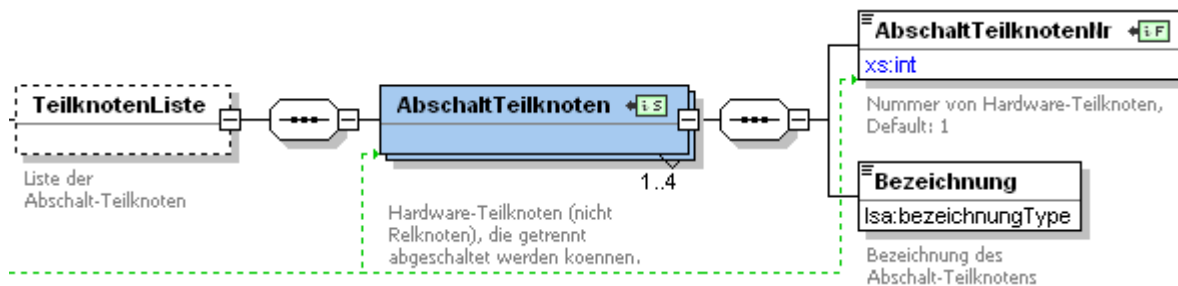 TeilknotenListe
Liste der
Abschalt-Teilknoten
AbschaltTeilknoten
i S
1..4
Hardware-Teilknoten (nicht
Relknoten), die getrennt
abgeschaltet werden koennen.
AbschaltTeilknotenNr
i F
xs:int
Nummer von Hardware-Teilknoten,
Default: 1
Bezeichnung
lsa:bezeichnungType
Bezeichnung des
Abschalt-Teilknotens